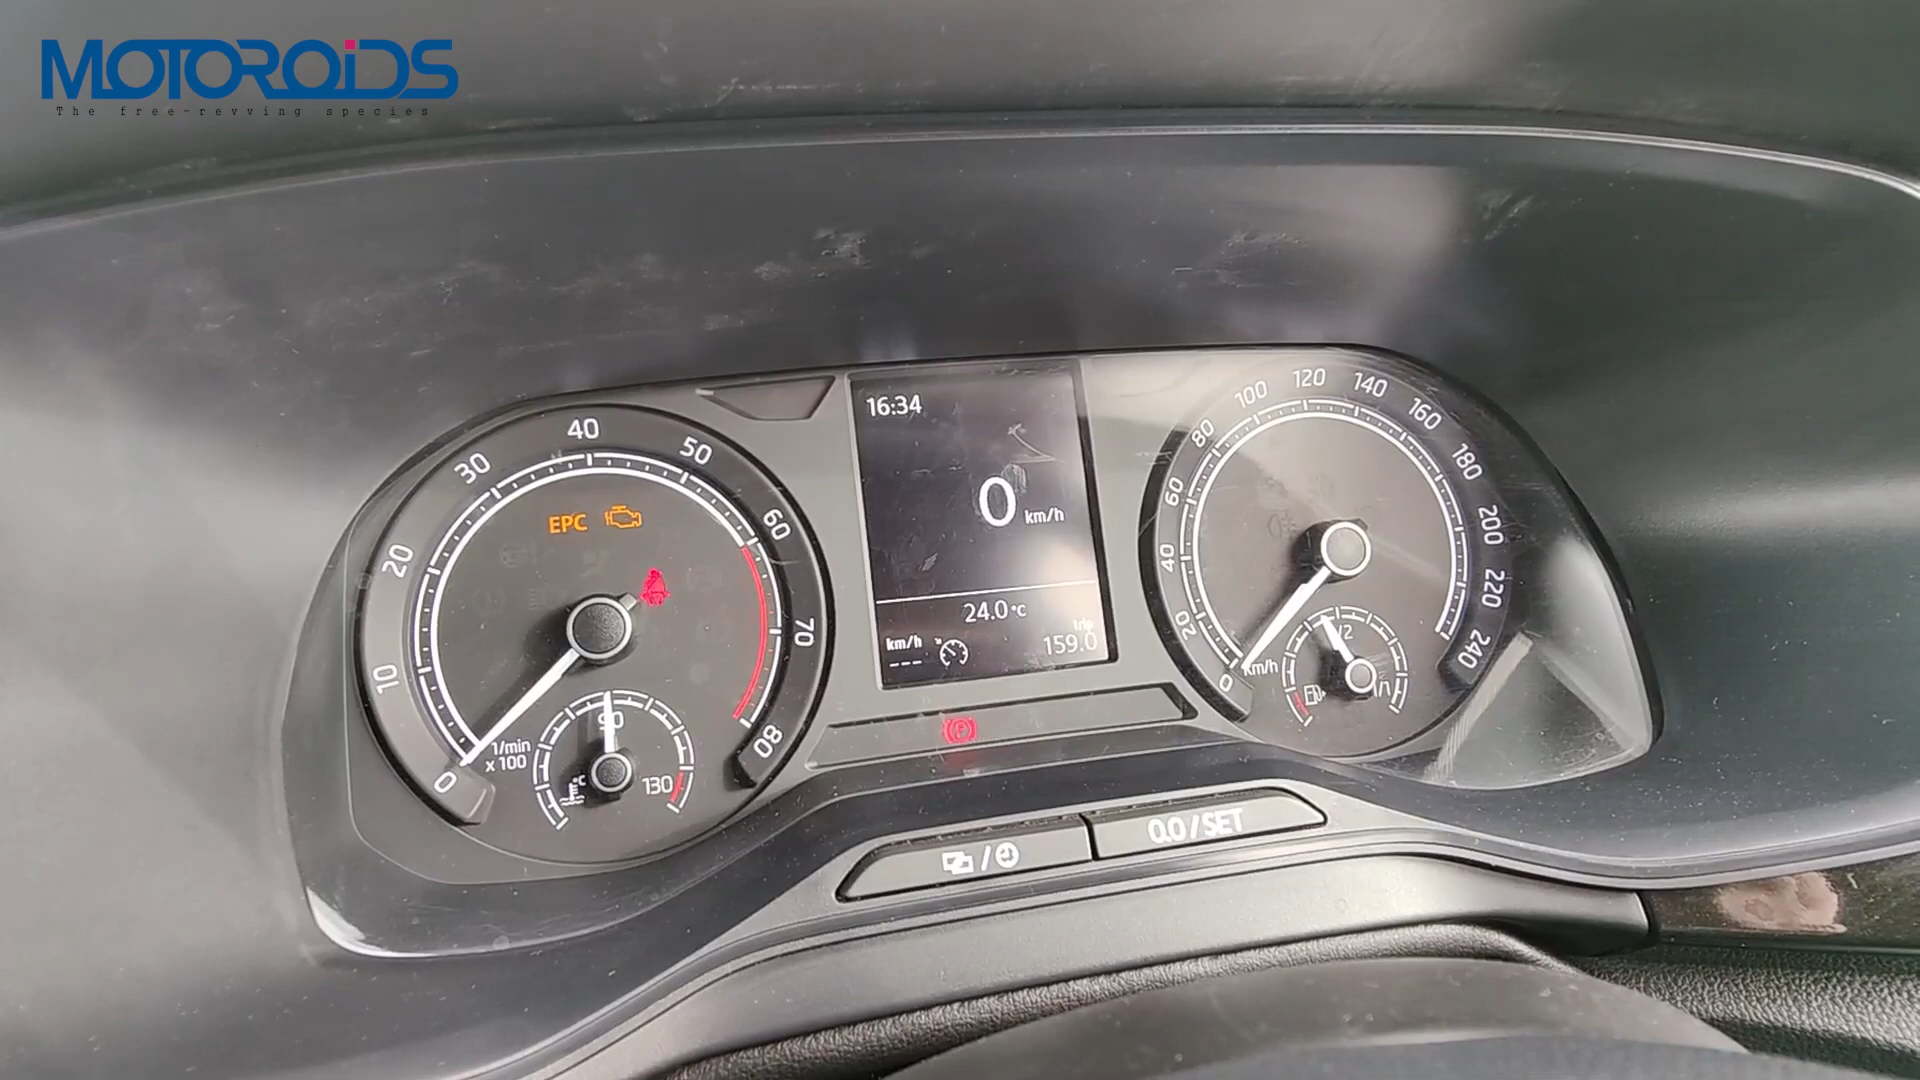 MOTOROiDS
The free-revving species
0
10
20
30
40
50
60
70
80
EPC
1/min
x 100
°C
90
130
16:34
0 km/h
24.0°C
km/h
---
trip
159.0
0
20
40
60
80
100
120
140
160
180
200
220
240
km/h
1/2
1/1
(P)
0.0/SET